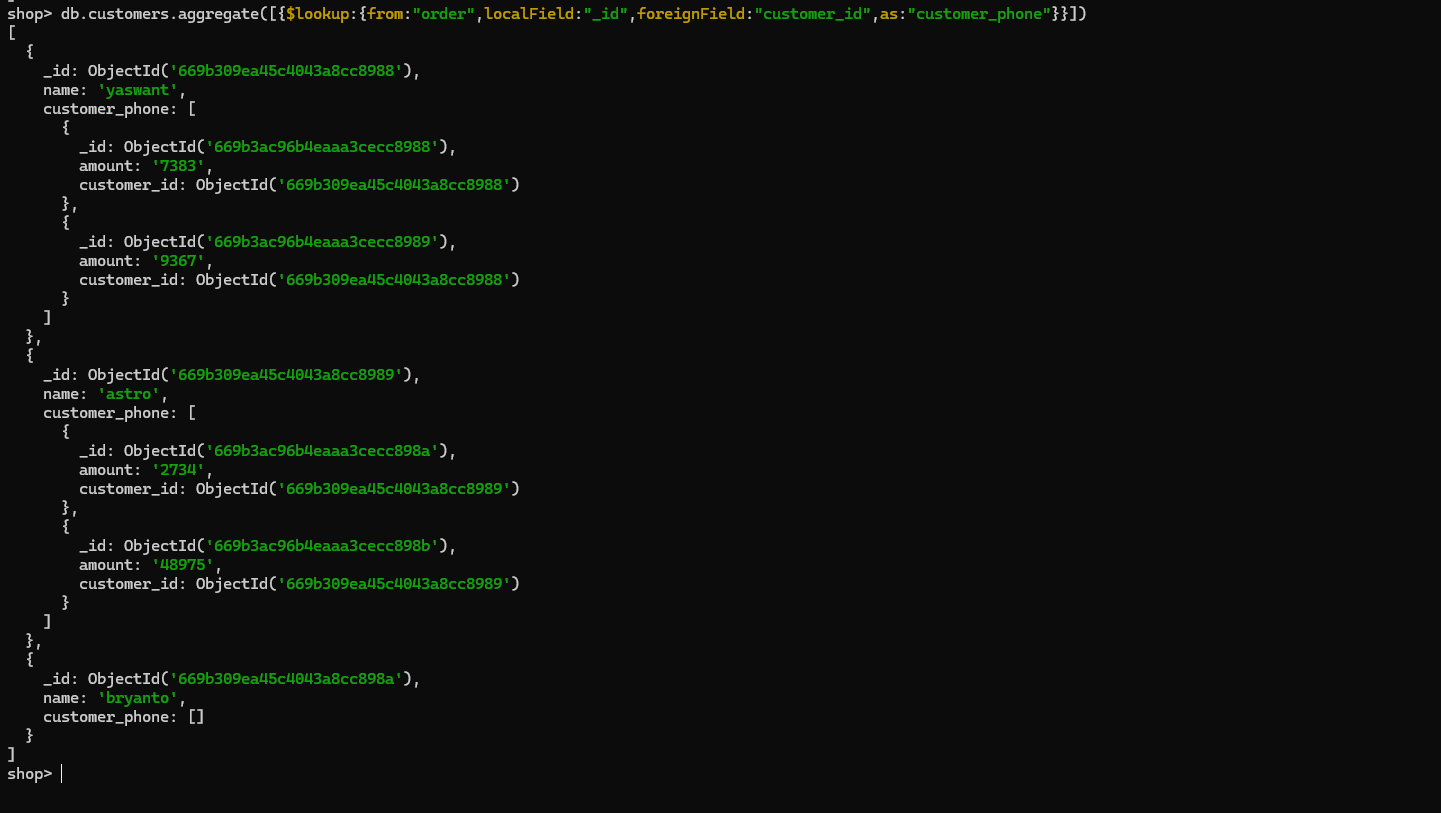 shop> db.customers.aggregate([{$lookup:{from:"order",localField:"_id",foreignField:"customer_id",as:"customer_phone"}}])
[
  {
    _id: ObjectId('669b309ea45c4043a8cc8988'),
    name: 'yaswant',
    customer_phone: [
      {
        _id: ObjectId('669b3ac96b4eaaa3cecc8988'),
        amount: '7383',
        customer_id: ObjectId('669b309ea45c4043a8cc8988')
      },
      {
        _id: ObjectId('669b3ac96b4eaaa3cecc8989'),
        amount: '9367',
        customer_id: ObjectId('669b309ea45c4043a8cc8988')
      }
    ]
  },
  {
    _id: ObjectId('669b309ea45c4043a8cc8989'),
    name: 'astro',
    customer_phone: [
      {
        _id: ObjectId('669b3ac96b4eaaa3cecc898a'),
        amount: '2734',
        customer_id: ObjectId('669b309ea45c4043a8cc8989')
      },
      {
        _id: ObjectId('669b3ac96b4eaaa3cecc898b'),
        amount: '48975',
        customer_id: ObjectId('669b309ea45c4043a8cc8989')
      }
    ]
  },
  {
    _id: ObjectId('669b309ea45c4043a8cc898a'),
    name: 'bryanto',
    customer_phone: []
  }
]
shop>